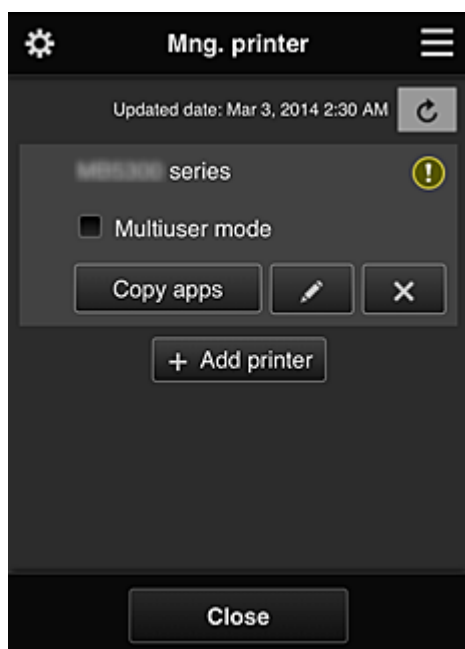 Mng. printer
Updated date: Mar 3, 2014 2:30 AM
series
Multiuser mode
Copy apps
+ Add printer
Close